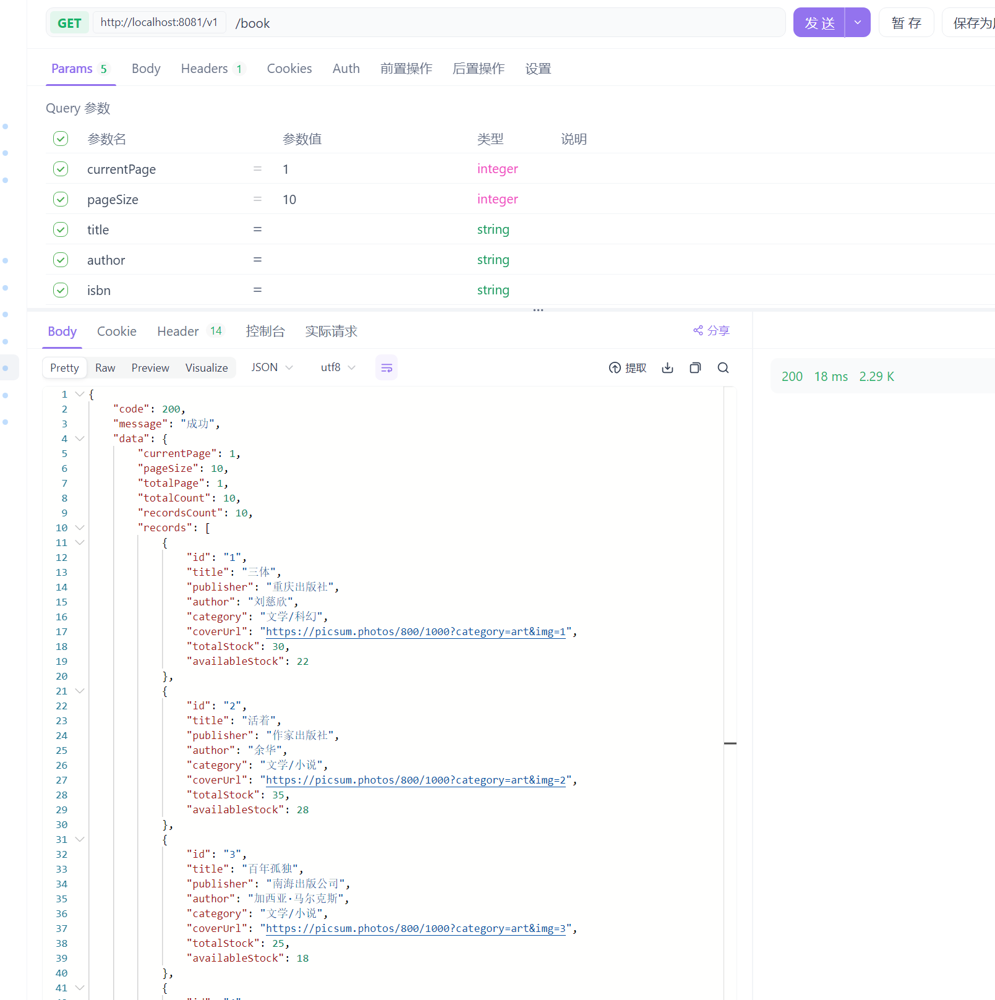 GET http://localhost:8081/v1 /book 发 送 暂 存 保存为
Params 5 Body Headers 1 Cookies Auth 前置操作 后置操作 设置
Query 参数
参数名 参数值 类型 说明
currentPage = 1 integer
pageSize = 10 integer
title = string
author = string
isbn = string
Body Cookie Header 14 控制台 实际请求 分享
Pretty Raw Preview Visualize JSON utf8 提取
200 18 ms 2.29 K
1 {
2 "code": 200,
3 "message": "成功",
4 "data": {
5 "currentPage": 1,
6 "pageSize": 10,
7 "totalPage": 1,
8 "totalCount": 10,
9 "recordsCount": 10,
10 "records": [
11 {
12 "id": "1",
13 "title": "三体",
14 "publisher": "重庆出版社",
15 "author": "刘慈欣",
16 "category": "文学/科幻",
17 "coverUrl": "https://picsum.photos/800/1000?category=art&img=1",
18 "totalStock": 30,
19 "availableStock": 22
20 },
21 {
22 "id": "2",
23 "title": "活着",
24 "publisher": "作家出版社",
25 "author": "余华",
26 "category": "文学/小说",
27 "coverUrl": "https://picsum.photos/800/1000?category=art&img=2",
28 "totalStock": 35,
29 "availableStock": 28
30 },
31 {
32 "id": "3",
33 "title": "百年孤独",
34 "publisher": "南海出版公司",
35 "author": "加西亚·马尔克斯",
36 "category": "文学/小说",
37 "coverUrl": "https://picsum.photos/800/1000?category=art&img=3",
38 "totalStock": 25,
39 "availableStock": 18
40 },
41 {